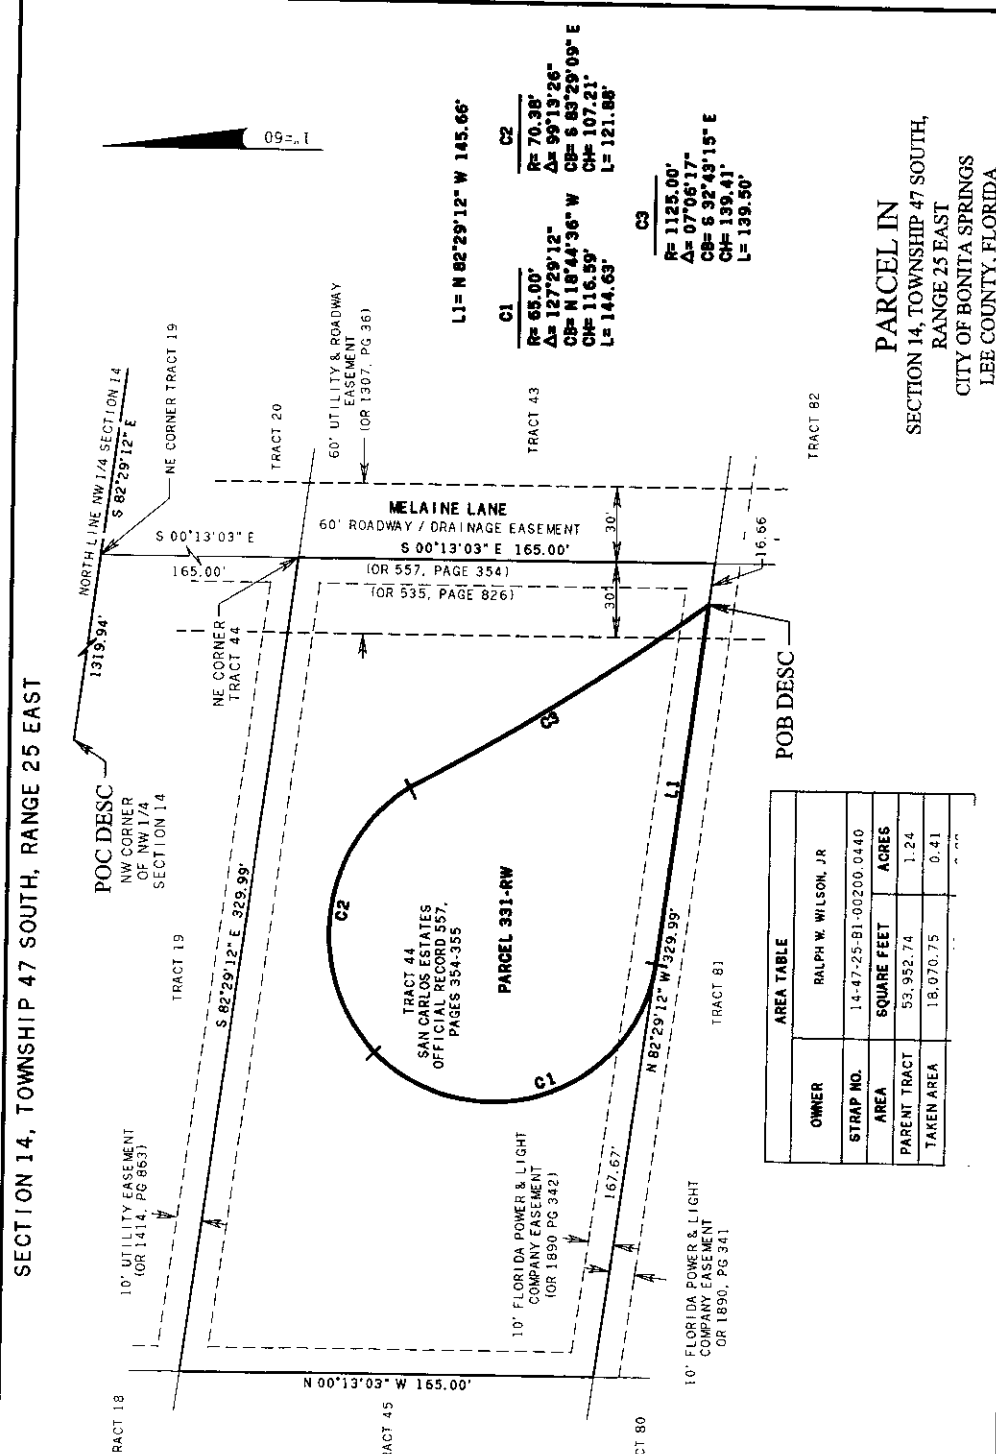 SECTION 14, TOWNSHIP 47 SOUTH, RANGE 25 EAST
1"=60'
POC DESC
NW CORNER
OF NW 1/4
SECTION 14
1319.94'
NORTH LINE NW 1/4 SECTION 14
S 82°29'12" E
NE CORNER TRACT 19
S 00°13'03" E
165.00'
NE CORNER
TRACT 44
TRACT 20
60' UTILITY & ROADWAY
EASEMENT
(OR 1307, PG 36)
L1= N 82°29'12" W 145.66'
C1
R= 65.00'
Δ= 127°29'12"
CB= N 18°44'36" W
CH= 116.59'
L= 144.63'
C2
R= 70.38'
Δ= 99°13'26"
CB= S 83°29'09" E
CH= 107.21'
L= 121.88'
C3
R= 1125.00'
Δ= 07°06'17"
CB= S 32°43'15" E
CH= 139.41'
L= 139.50'
TRACT 19
S 82°29'12" E 329.99'
10' UTILITY EASEMENT
(OR 1414, PG 863)
RACT 18
MELAINE LANE
60' ROADWAY / DRAINAGE EASEMENT
S 00°13'03" E 165.00'
(OR 557, PAGE 354)
(OR 535, PAGE 826)
30'
30'
TRACT 43
TRACT 82
16.66
C2
C3
C1
L1
TRACT 44
SAN CARLOS ESTATES
OFFICIAL RECORD 557,
PAGES 354-355
PARCEL 331-RW
N 82°29'12" W 329.99'
167.67'
TRACT 81
10' FLORIDA POWER & LIGHT
COMPANY EASEMENT
(OR 1890 PG 342)
10' FLORIDA POWER & LIGHT
COMPANY EASEMENT
OR 1890, PG 341
N 00°13'03" W 165.00'
ACT 45
CT 80
POB DESC
AREA TABLE
OWNER RALPH W. WILSON, JR
STRAP NO. 14-47-25-B1-00200.0440
AREA SQUARE FEET ACRES
PARENT TRACT 53,952.74 1.24
TAKEN AREA 18,070.75 0.41
PARCEL IN
SECTION 14, TOWNSHIP 47 SOUTH,
RANGE 25 EAST
CITY OF BONITA SPRINGS
LEE COUNTY, FLORIDA